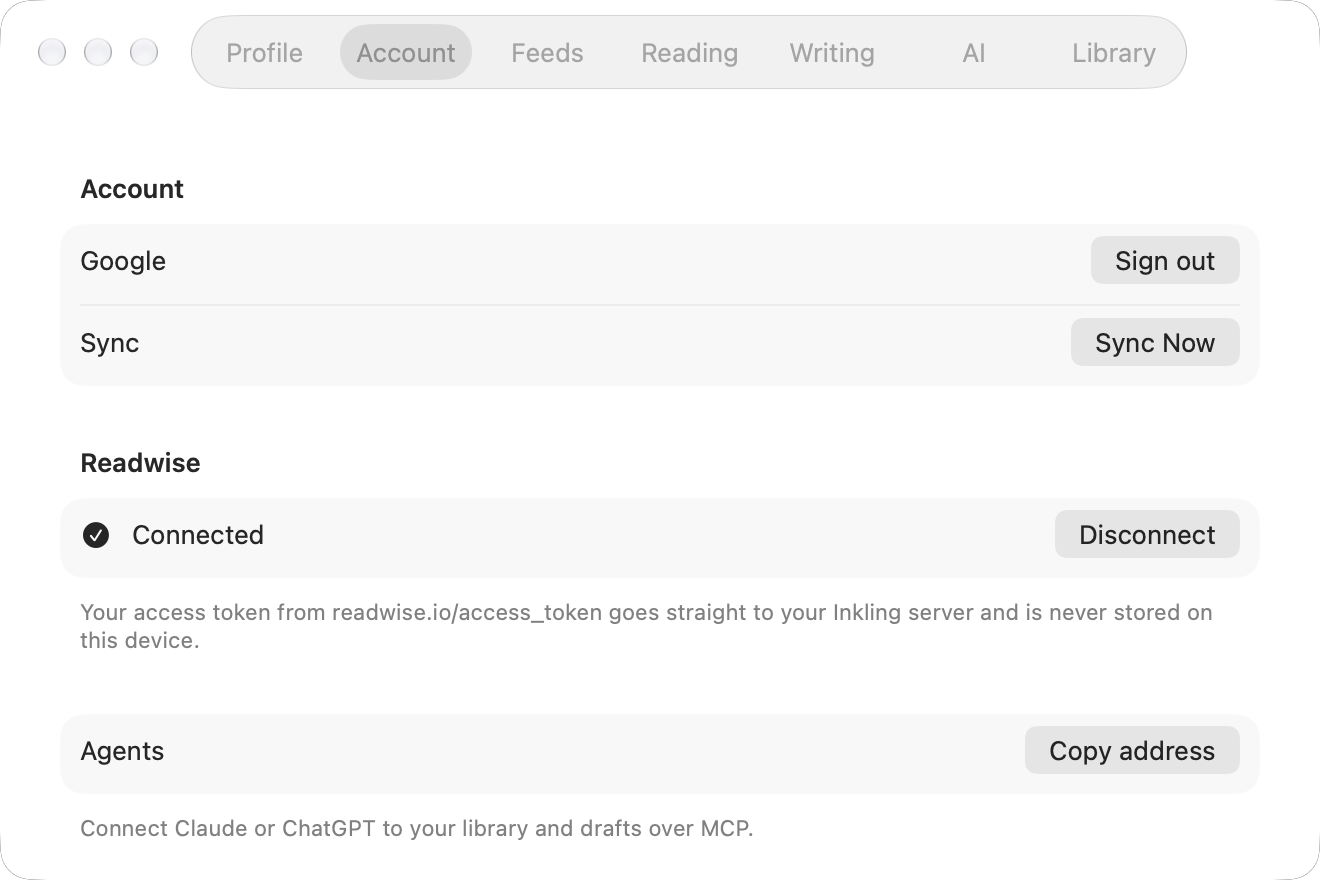 Profile Account Feeds Reading Writing AI Library
Account
Google Sign out
Sync Sync Now
Readwise
Connected Disconnect
Your access token from readwise.io/access_token goes straight to your Inkling server and is never stored on
this device.
Agents Copy address
Connect Claude or ChatGPT to your library and drafts over MCP.